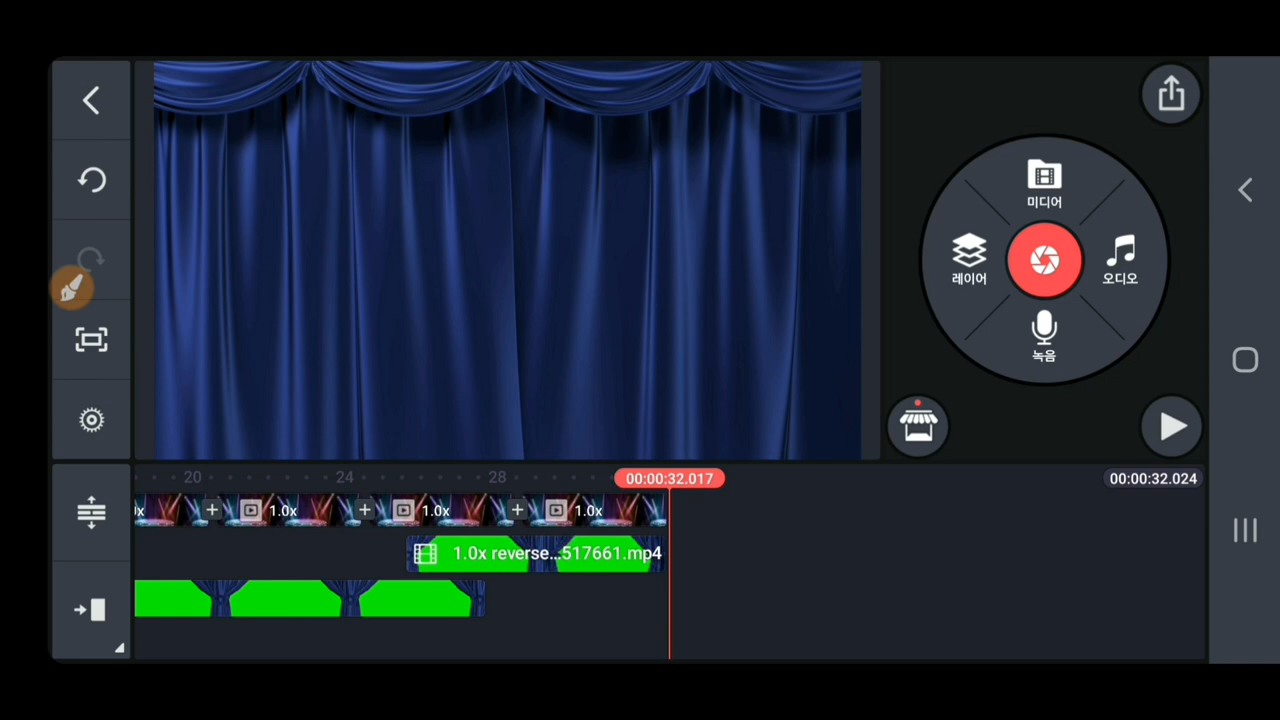 미디어
레이어
오디오
녹음
20
24
28
00:00:32.017
00:00:32.024
x
1.0x
1.0x
1.0x
1.0x reverse...517661.mp4